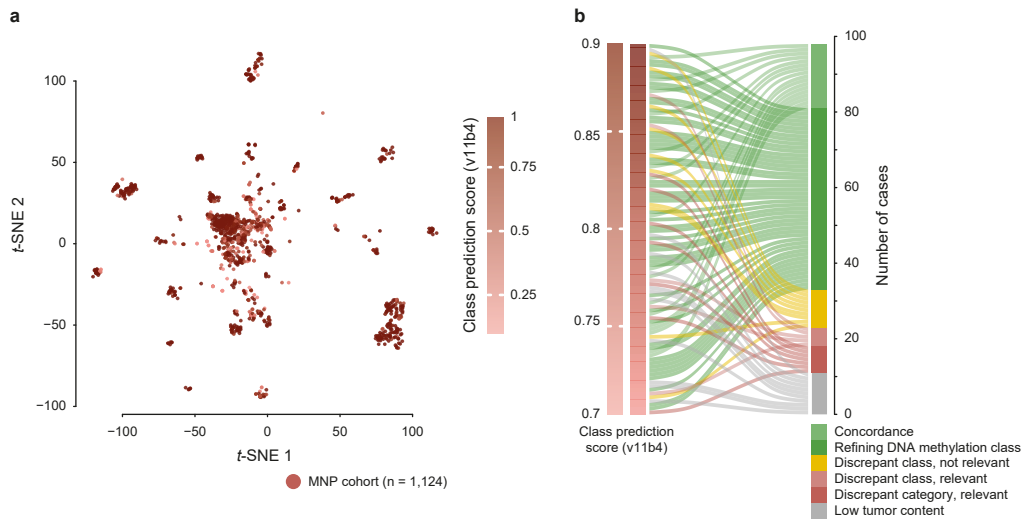 a
t-SNE 2
100
50
0
−50
−100
−100
−50
0
50
100
t-SNE 1
MNP cohort (n = 1,124)
Class prediction score (v11b4)
1
0.75
0.5
0.25
b
0.9
0.85
0.8
0.75
0.7
Class prediction
score (v11b4)
100
80
60
40
20
0
Number of cases
Concordance
Refining DNA methylation class
Discrepant class, not relevant
Discrepant class, relevant
Discrepant category, relevant
Low tumor content